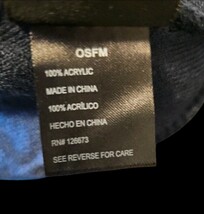 OSFM
100% ACRYLIC
MADE IN CHINA
100% ACRÍLICO
HECHO EN CHINA
RN# 126673
SEE REVERSE FOR CARE